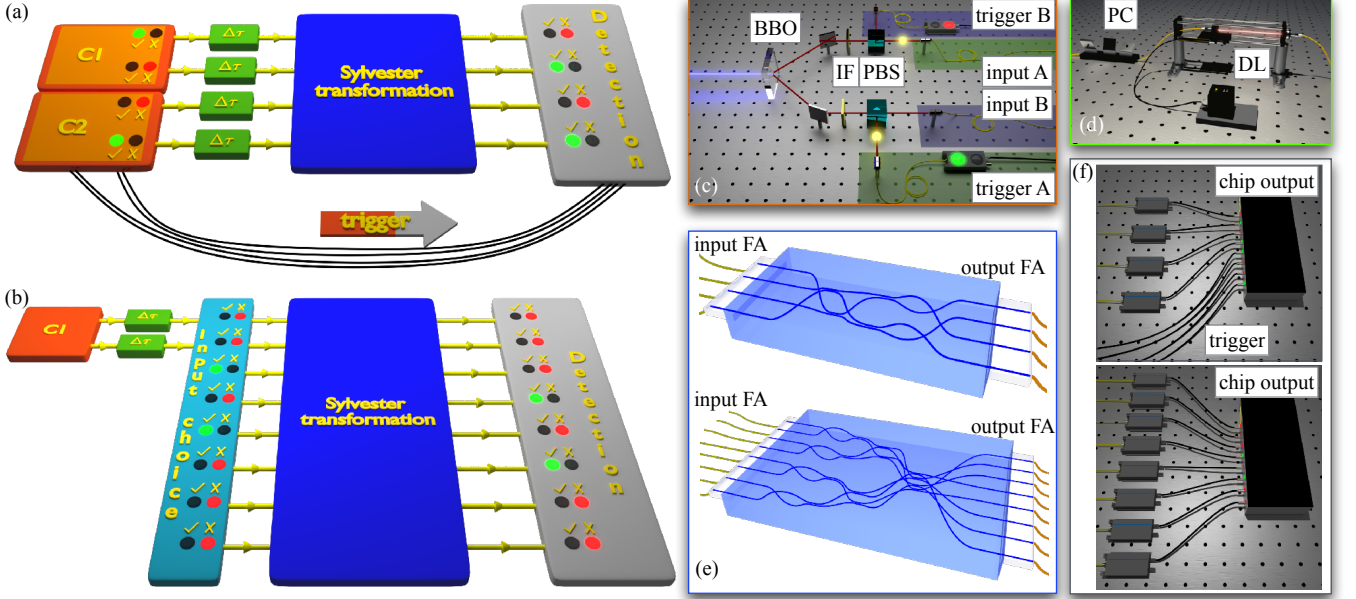 (a)
C1
✓ X
✓ X
C2
✓ X
✓ X
Δτ
Δτ
Δτ
Δτ
Sylvester
transformation
Detection
✓ X
✓ X
✓ X
✓ X
trigger
(b)
C1
Δτ
Δτ
Input choice
✓ X
✓ X
✓ X
✓ X
✓ X
✓ X
✓ X
✓ X
Sylvester
transformation
Detection
✓ X
✓ X
✓ X
✓ X
✓ X
✓ X
✓ X
✓ X
BBO
trigger B
IF PBS
input A
input B
(c)
trigger A
PC
DL
(d)
input FA
output FA
input FA
output FA
(e)
(f)
chip output
trigger
chip output